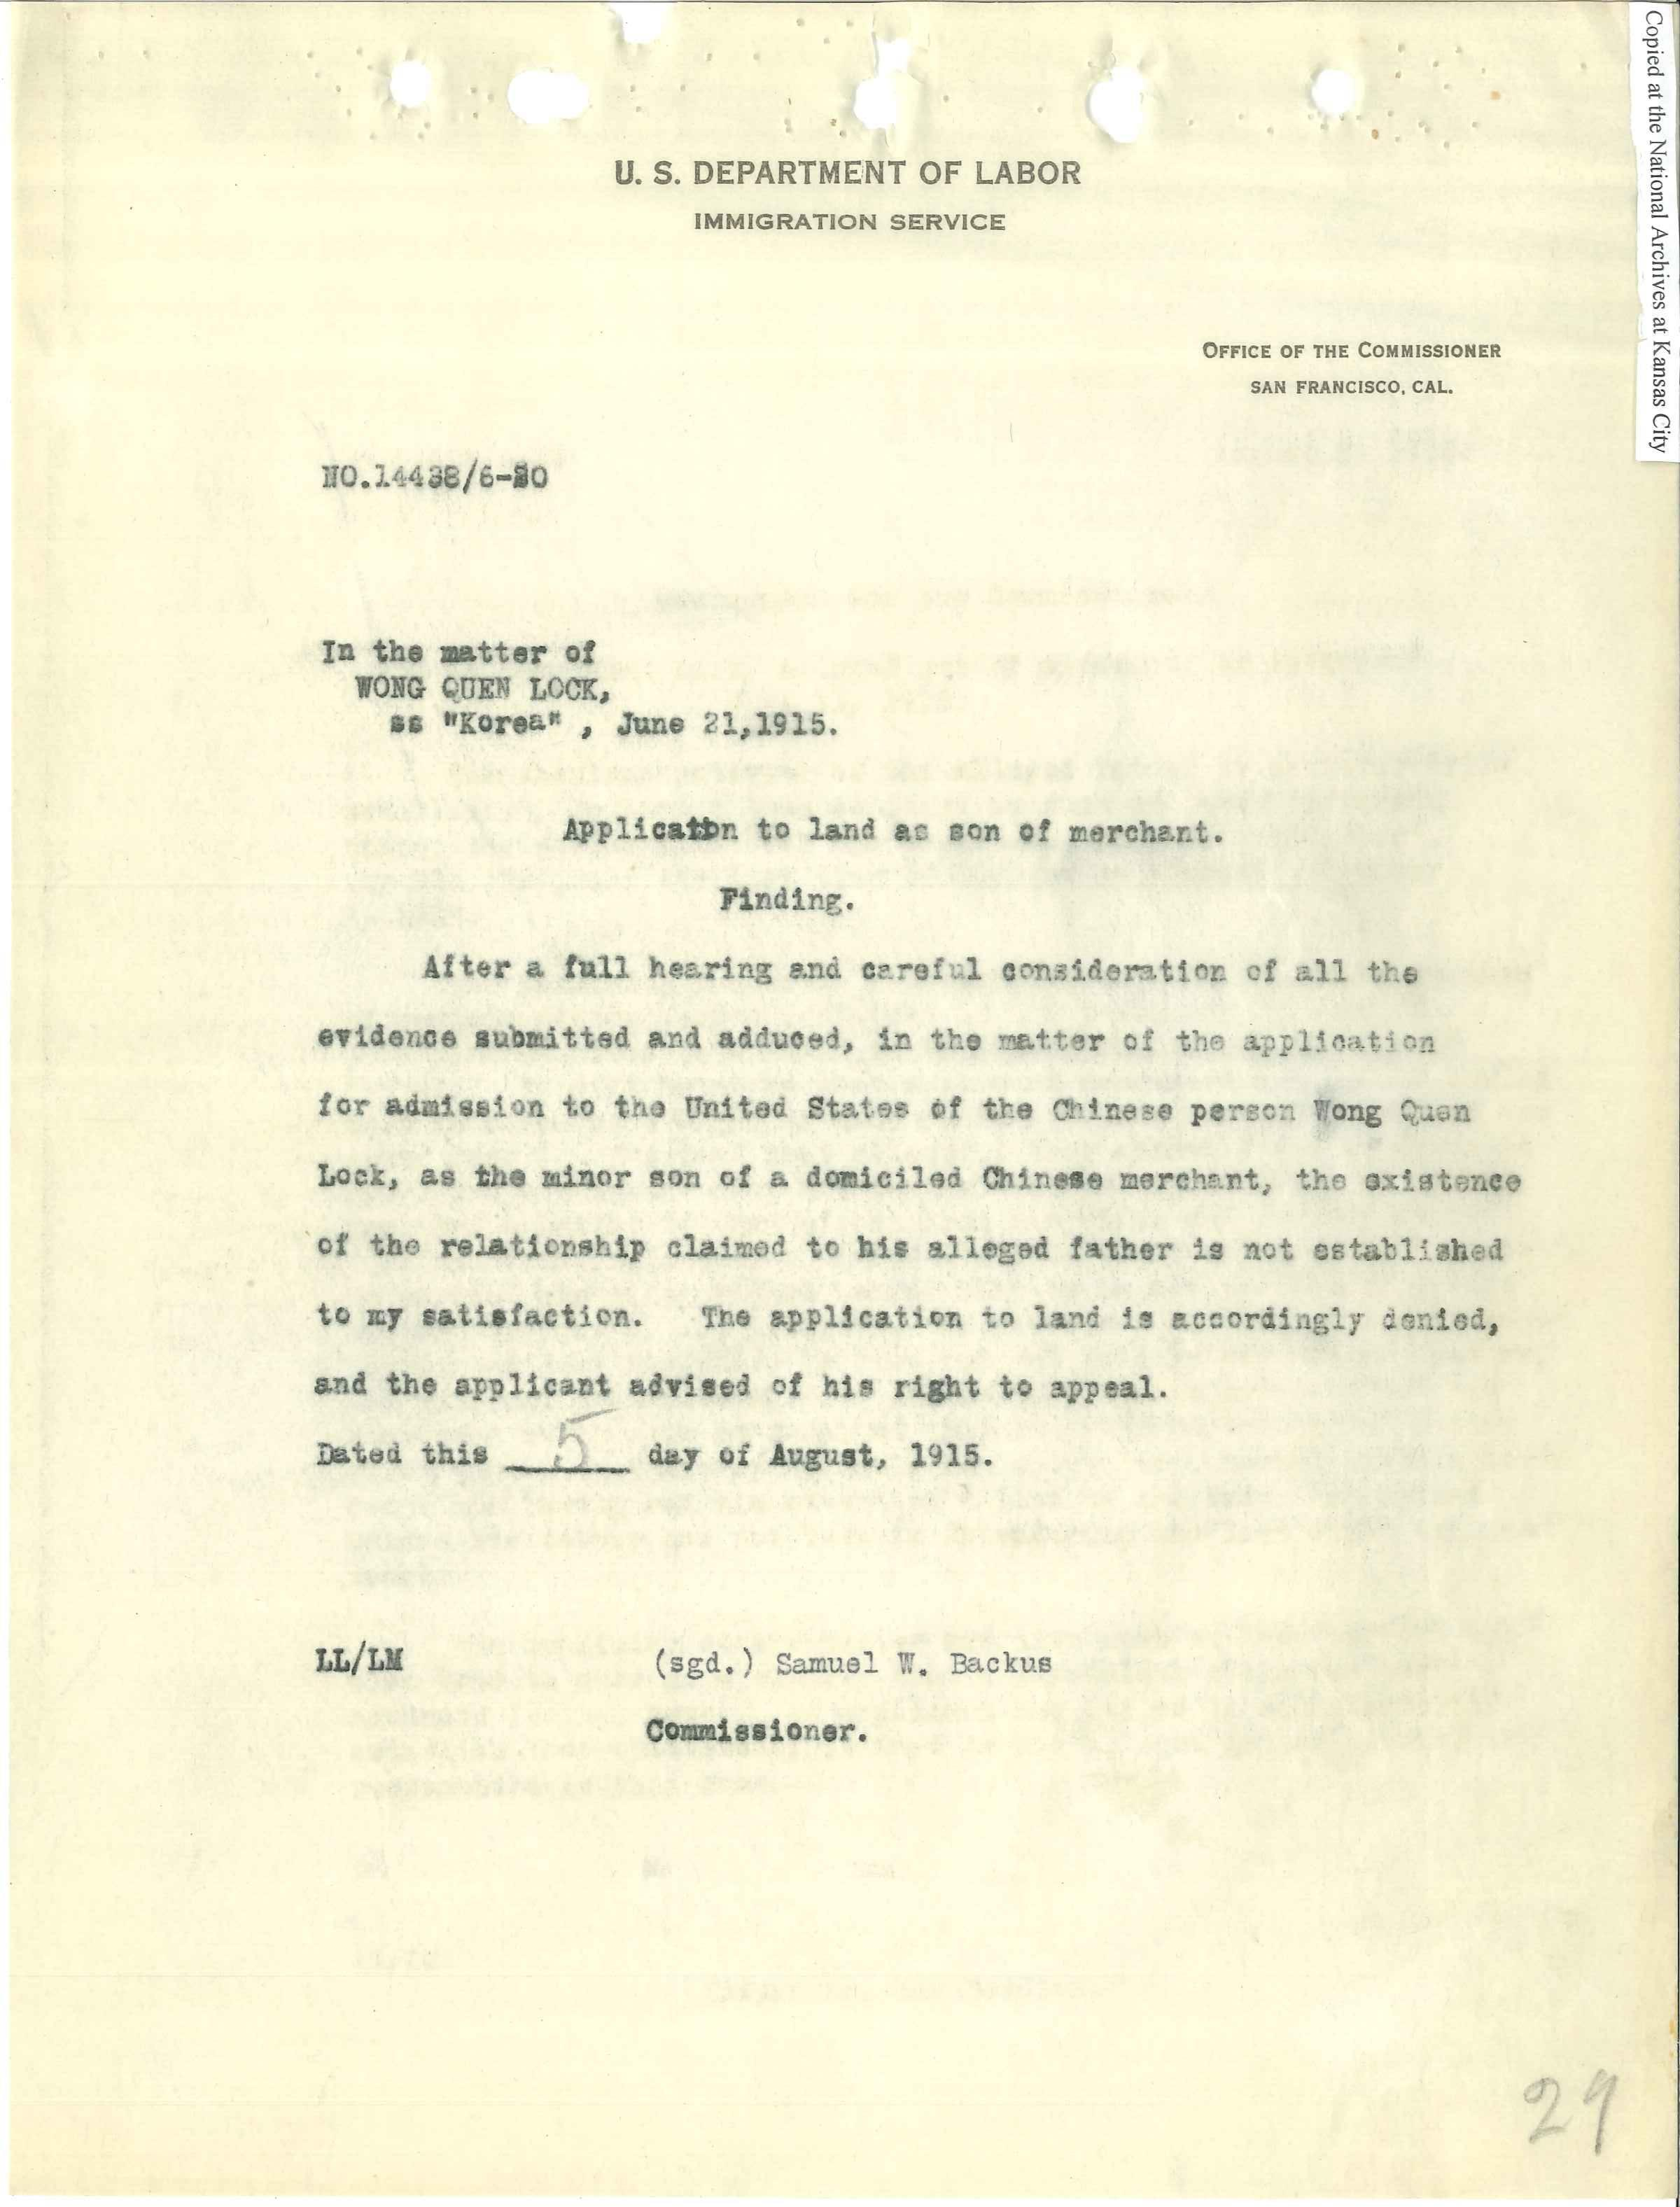 Copied at the National Archives at Kansas City
U. S. DEPARTMENT OF LABOR
IMMIGRATION SERVICE
OFFICE OF THE COMMISSIONER
SAN FRANCISCO, CAL.
In the matter of
WONG QUEN LOCK,
ss "Korea" , June 21,1915.
Application to land as son of merchant.
Finding.
After a full hearing and careful consideration of all the
evidence submitted and adduced, in the matter of the application
for admission to the United States of the Chinese person Wong Quen
Lock, as the minor son of a domiciled Chinese merchant, the existence
of the relationship claimed to his alleged father is not established
to my satisfaction. The application to land is accordingly denied,
and the applicant advised of his right to appeal.
Dated this 5 day of August, 1915.
LL/LM (sgd.) Samuel W. Backus
Commissioner.
29